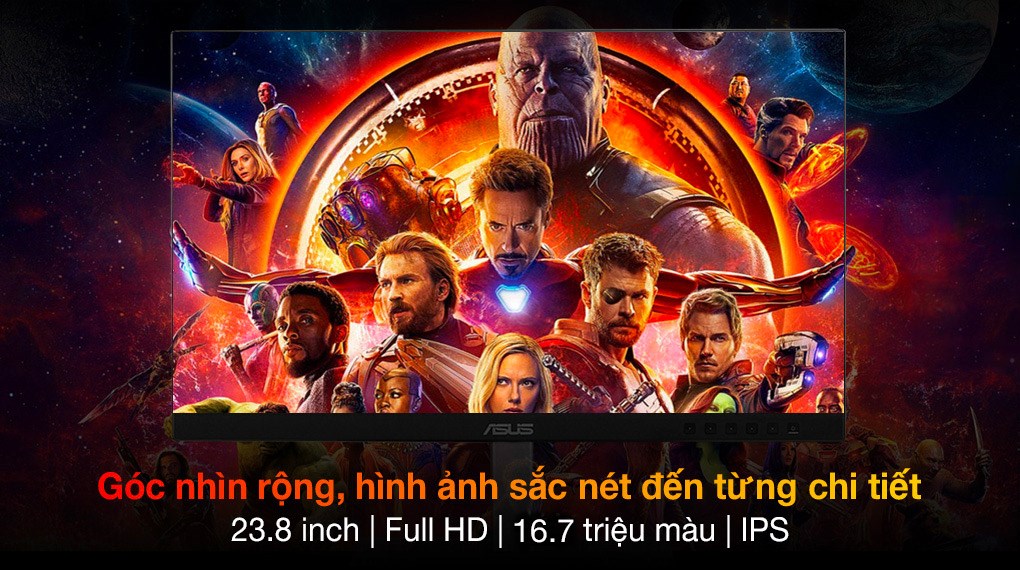 ASUS
Góc nhìn rộng, hình ảnh sắc nét đến từng chi tiết
23.8 inch | Full HD | 16.7 triệu màu | IPS